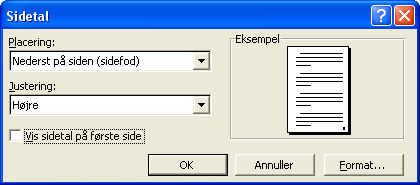 Sidetal
Placering:
Nederst på siden (sidefod)
Justering:
Højre
Vis sidetal på første side
Eksempel
OK
Annuller
Format...